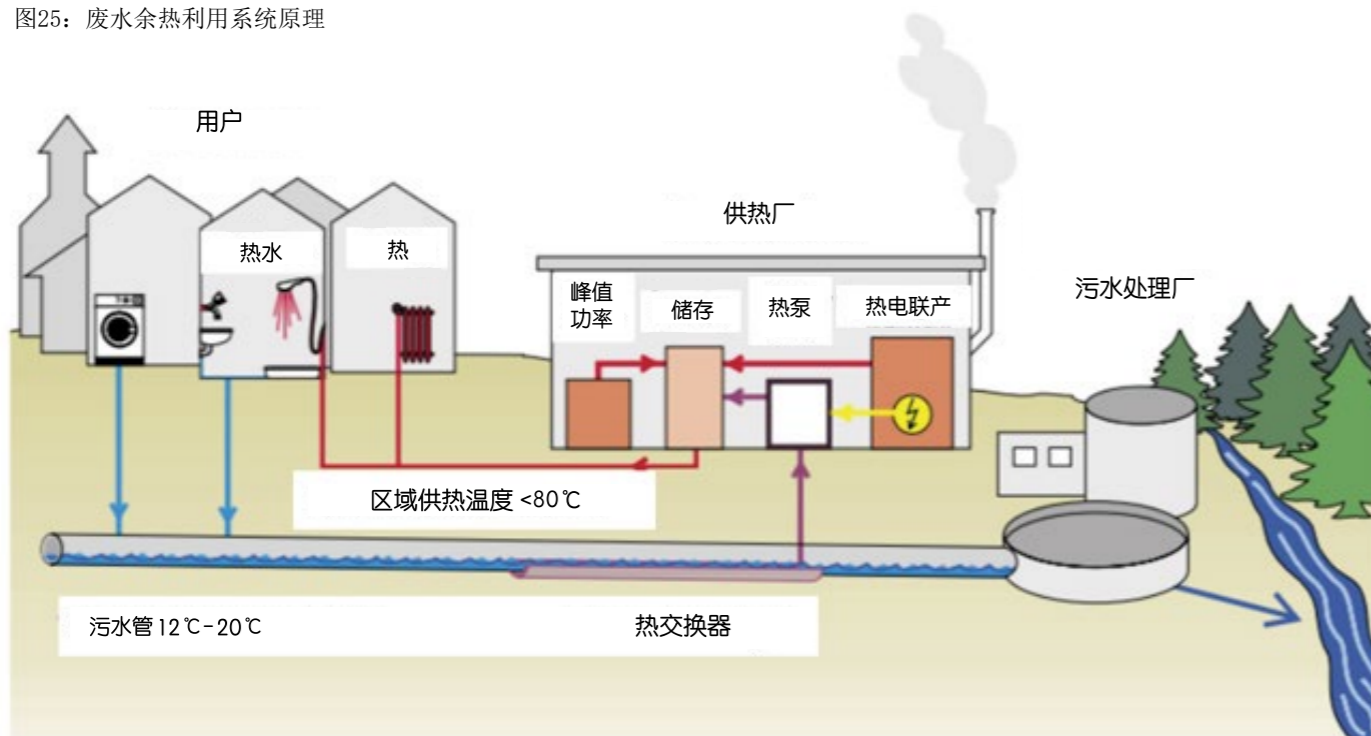 图25：废水余热利用系统原理
用户
热水
热
供热厂
峰值
功率
储存
热泵
热电联产
污水处理厂
区域供热温度 <80℃
污水管 12℃-20℃
热交换器